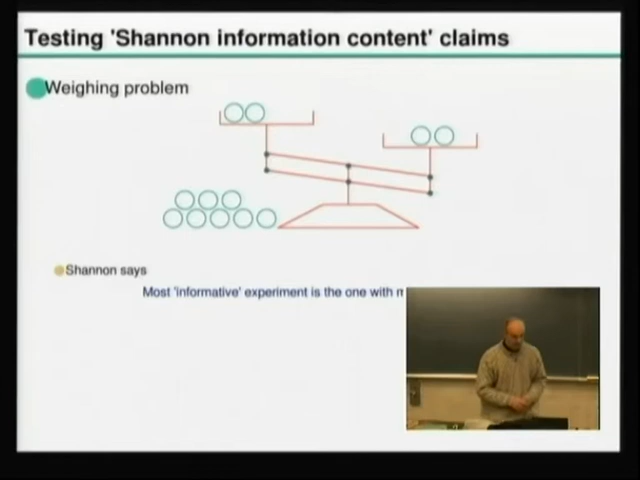 Testing 'Shannon information content' claims
Weighing problem
Shannon says
Most 'informative' experiment is the one with